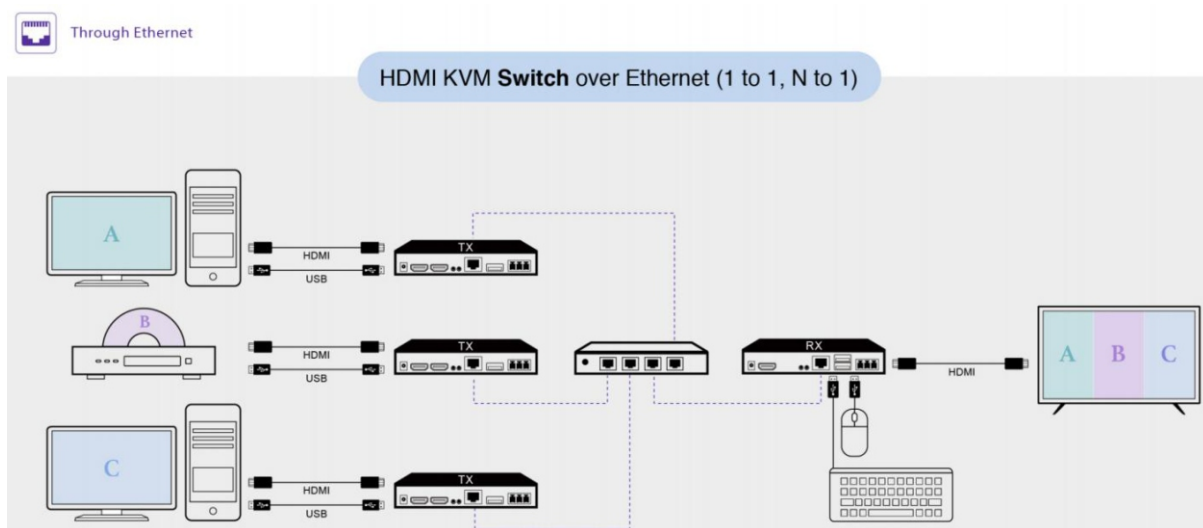 Through Ethernet
HDMI KVM Switch over Ethernet (1 to 1, N to 1)
A
TX
HDMI
USB
B
TX
RX
HDMI
USB
HDMI
A B C
C
TX
HDMI
USB